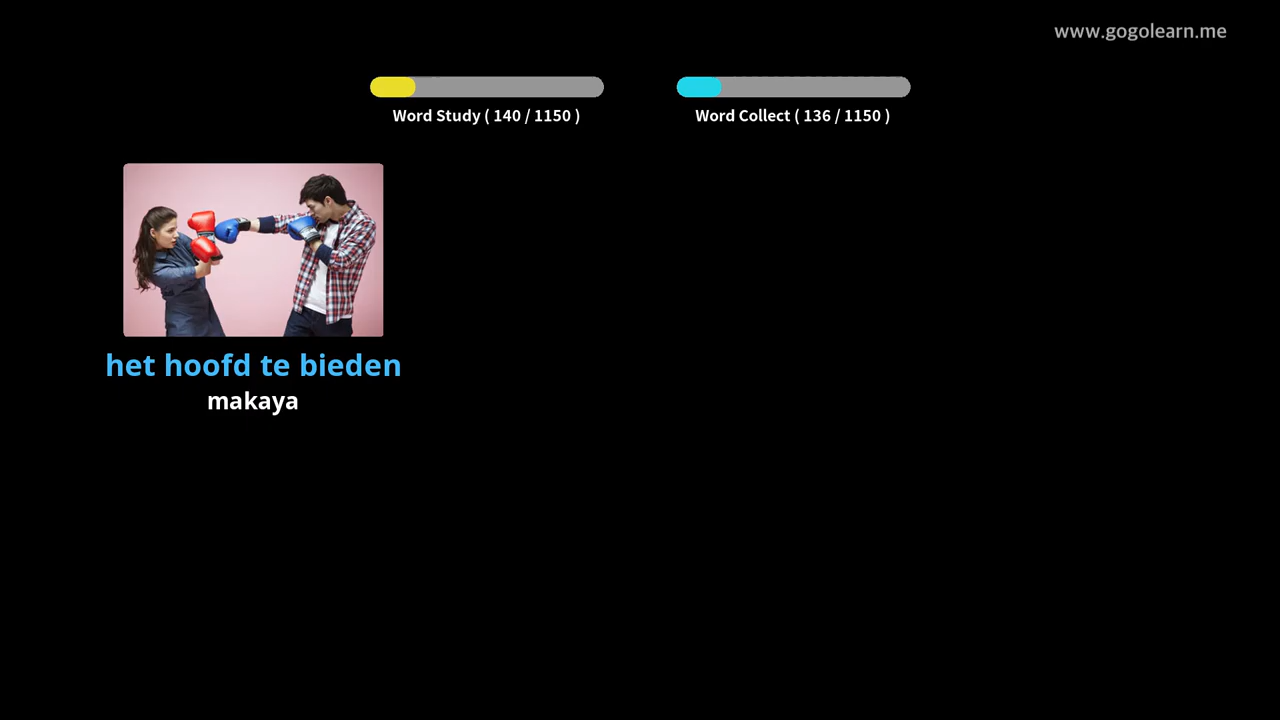 www.gogolearn.me
Word Study ( 140 / 1150 )
Word Collect ( 136 / 1150 )
het hoofd te bieden
makaya